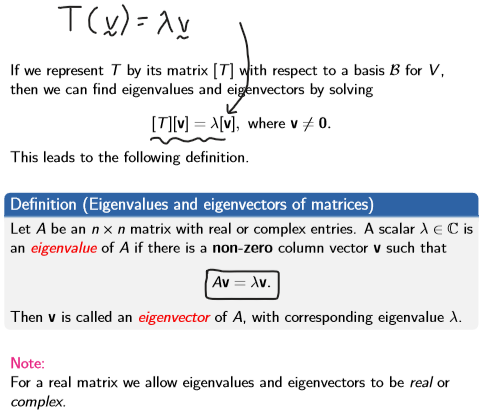 T(v) = λv
If we represent T by its matrix [T] with respect to a basis B for V,
then we can find eigenvalues and eigenvectors by solving
[T][v] = λ[v], where v ≠ 0.
This leads to the following definition.
Definition (Eigenvalues and eigenvectors of matrices)
Let A be an n × n matrix with real or complex entries. A scalar λ ∈ ℂ is
an eigenvalue of A if there is a non-zero column vector v such that
Av = λv.
Then v is called an eigenvector of A, with corresponding eigenvalue λ.
Note:
For a real matrix we allow eigenvalues and eigenvectors to be real or
complex.